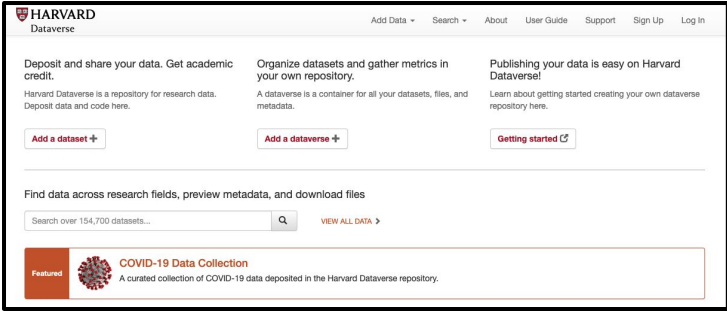 HARVARD
Dataverse
Add Data
Search
About
User Guide
Support
Sign Up
Log In
Deposit and share your data. Get academic
credit.
Harvard Dataverse is a repository for research data.
Deposit data and code here.
Add a dataset +
Organize datasets and gather metrics in
your own repository.
A dataverse is a container for all your datasets, files, and
metadata.
Add a dataverse +
Publishing your data is easy on Harvard
Dataverse!
Learn about getting started creating your own dataverse
repository here.
Getting started
Find data across research fields, preview metadata, and download files
Search over 154,700 datasets...
VIEW ALL DATA
Featured
COVID-19 Data Collection
A curated collection of COVID-19 data deposited in the Harvard Dataverse repository.